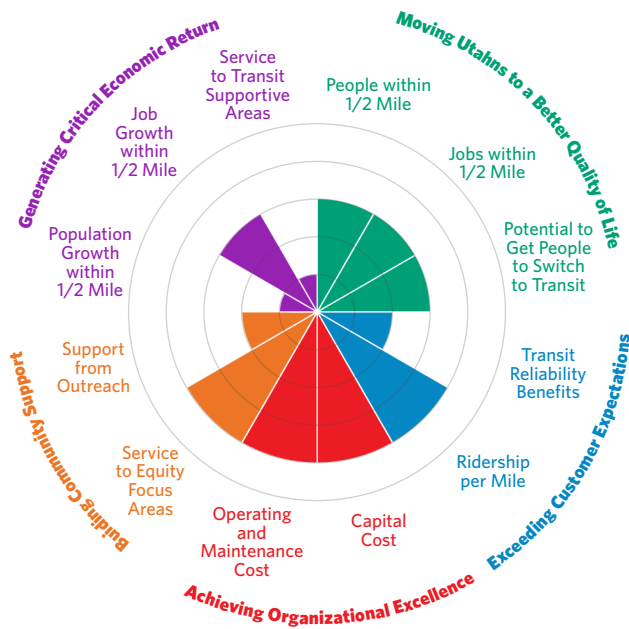 Moving Utahns to a Better Quality of Life
People within
1/2 Mile
Jobs within
1/2 Mile
Potential to
Get People
to Switch
to Transit
Exceeding Customer Expectations
Transit
Reliability
Benefits
Ridership
per Mile
Achieving Organizational Excellence
Capital
Cost
Operating
and
Maintenance
Cost
Buiding Community Support
Service
to Equity
Focus
Areas
Support
from
Outreach
Generating Critical Economic Return
Population
Growth
within
1/2 Mile
Job
Growth
within
1/2 Mile
Service
to Transit
Supportive
Areas